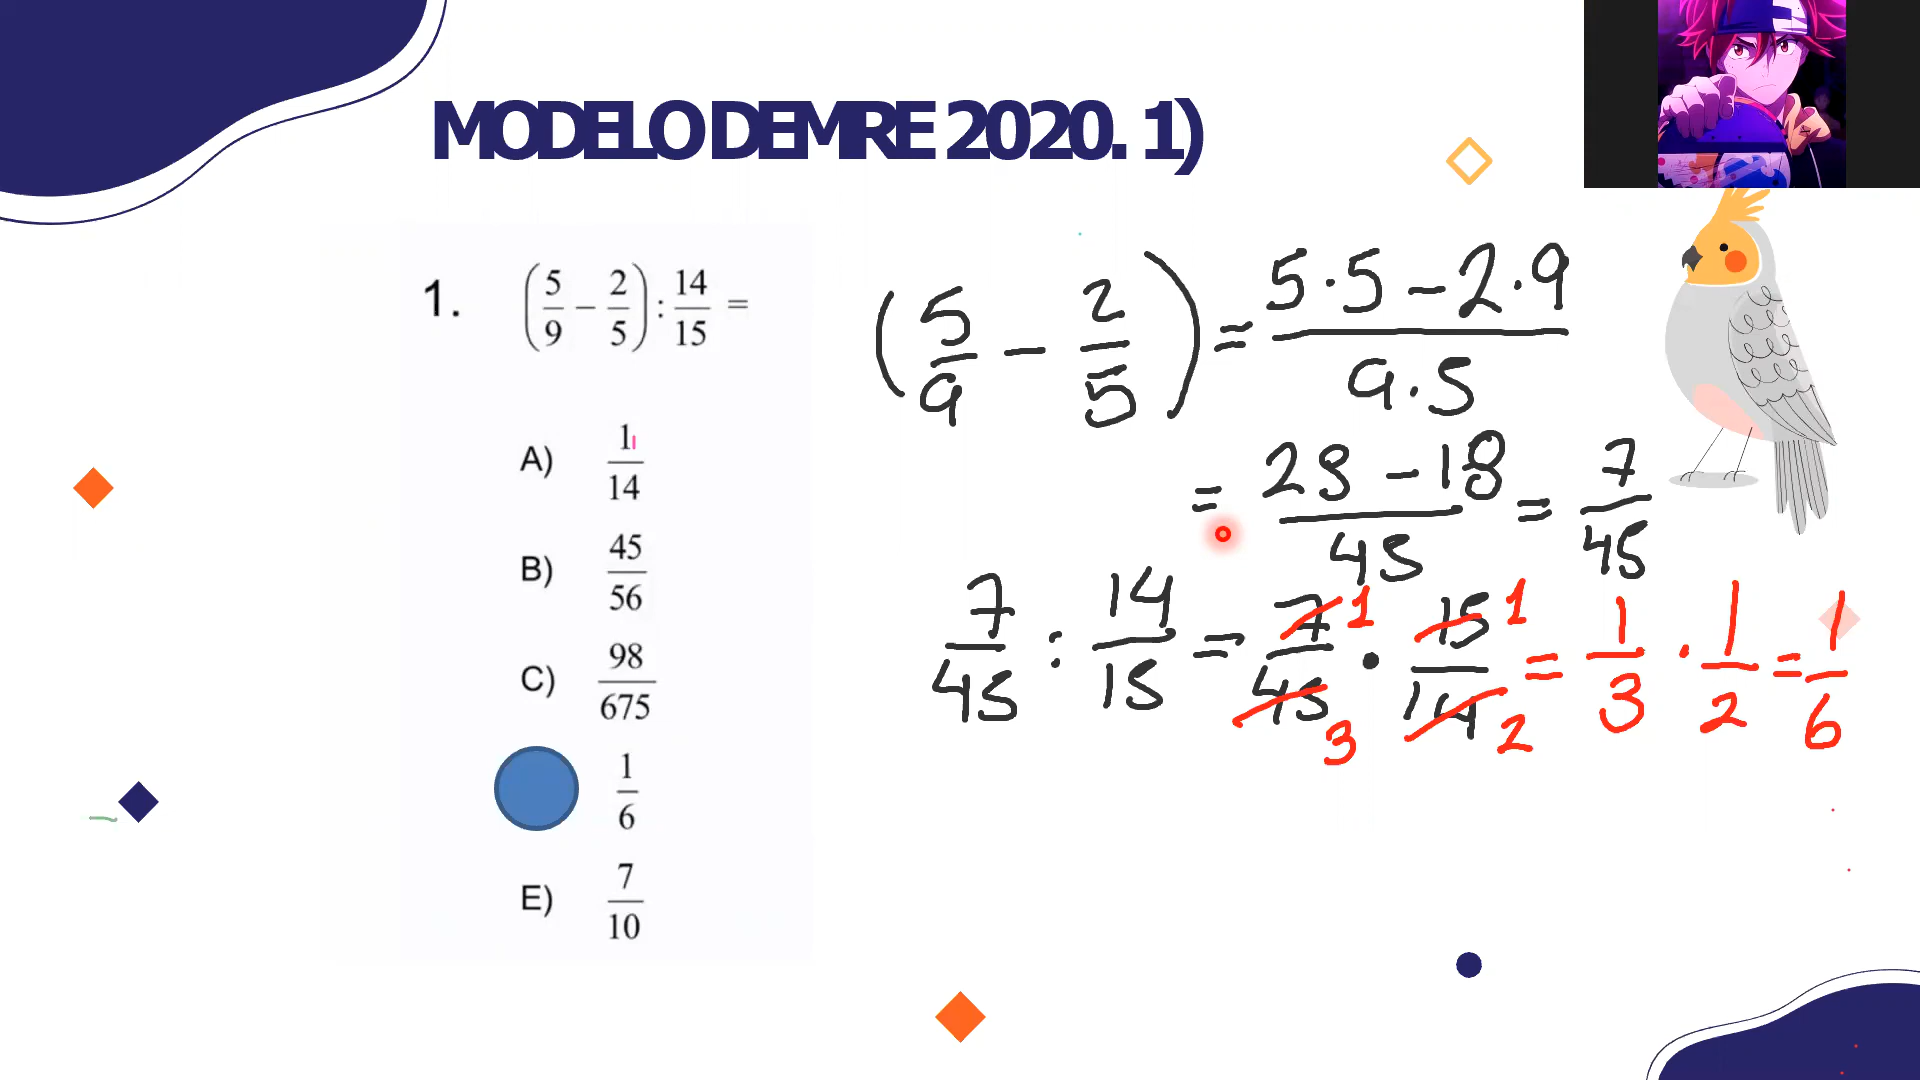 MODELO DEMRE 2020. 1)
1. (5/9 − 2/5) : 14/15 =
A) 1/14
B) 45/56
C) 98/675
1/6
E) 7/10
(5/9 − 2/5) = 5·5 − 2·9 / 9·5
= 25 − 18 / 45 = 7/45
7/45 : 14/15 = 7/45 · 15/14 = 1/3 · 1/2 = 1/6
1 1
3 2